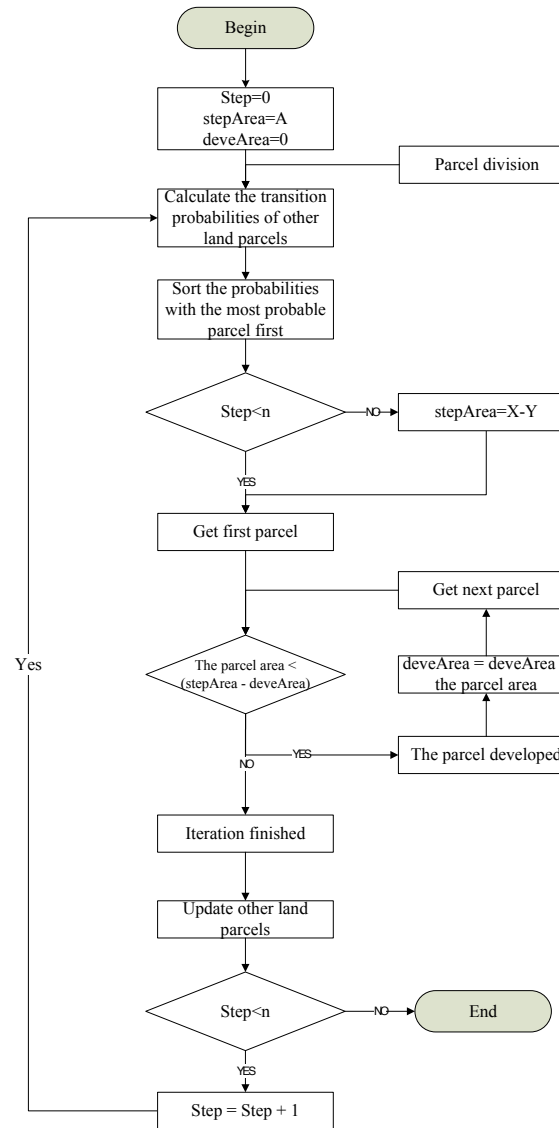 Begin
Step=0
stepArea=A
deveArea=0
Parcel division
Calculate the transition
probabilities of other
land parcels
Sort the probabilities
with the most probable
parcel first
Step<n
NO
stepArea=X-Y
YES
Get first parcel
Get next parcel
Yes
The parcel area <
(stepArea - deveArea)
deveArea = deveArea
the parcel area
YES
The parcel developed
NO
Iteration finished
Update other land
parcels
Step<n
NO
End
YES
Step = Step + 1